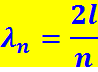 λₙ = 2l/n